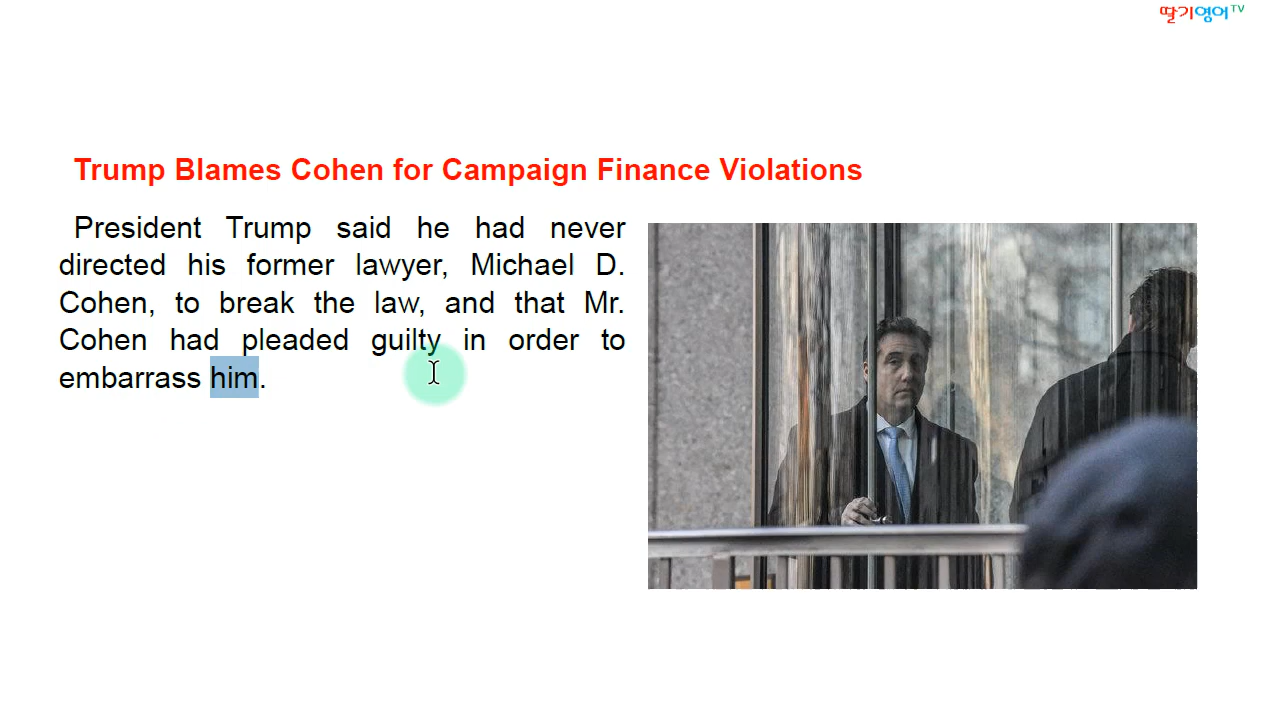 딸기영어TV
Trump Blames Cohen for Campaign Finance Violations
President Trump said he had never
directed his former lawyer, Michael D.
Cohen, to break the law, and that Mr.
Cohen had pleaded guilty in order to
embarrass him.